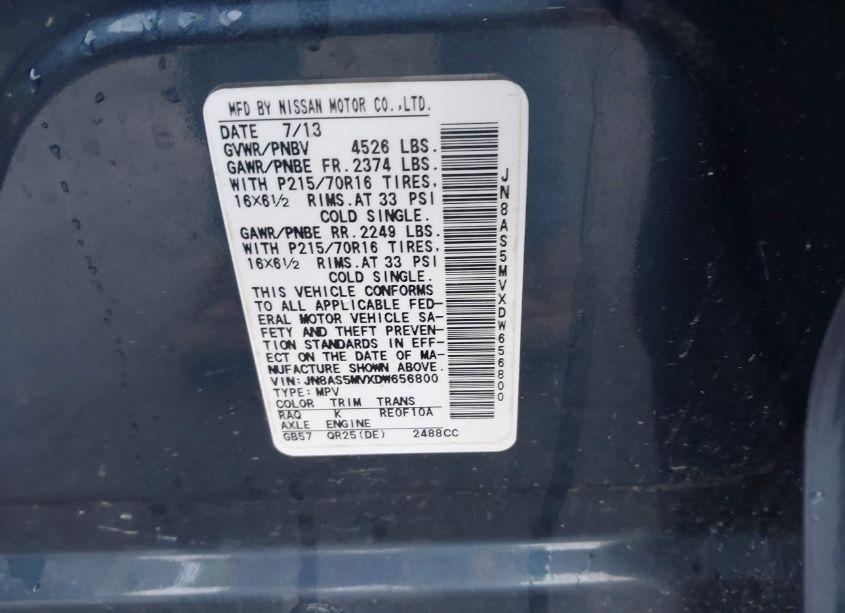 MFD BY NISSAN MOTOR CO.,LTD.
DATE 7/13
GVWR/PNBV 4526 LBS.
GAWR/PNBE FR. 2374 LBS.
WITH P215/70R16 TIRES,
16×6½ RIMS.AT 33 PSI
COLD SINGLE.
GAWR/PNBE RR. 2249 LBS.
WITH P215/70R16 TIRES,
16×6½ RIMS.AT 33 PSI
COLD SINGLE.
THIS VEHICLE CONFORMS
TO ALL APPLICABLE FED-
ERAL MOTOR VEHICLE SA-
FETY AND THEFT PREVEN-
TION STANDARDS IN EFF-
ECT ON THE DATE OF MA-
NUFACTURE SHOWN ABOVE.
VIN: JN8AS5MVXDW656800
TYPE: MPV
COLOR TRIM TRANS
RAQ K RE0F10A
AXLE ENGINE
GB57 QR25(DE) 2488CC
JN8AS5MVXDW656800